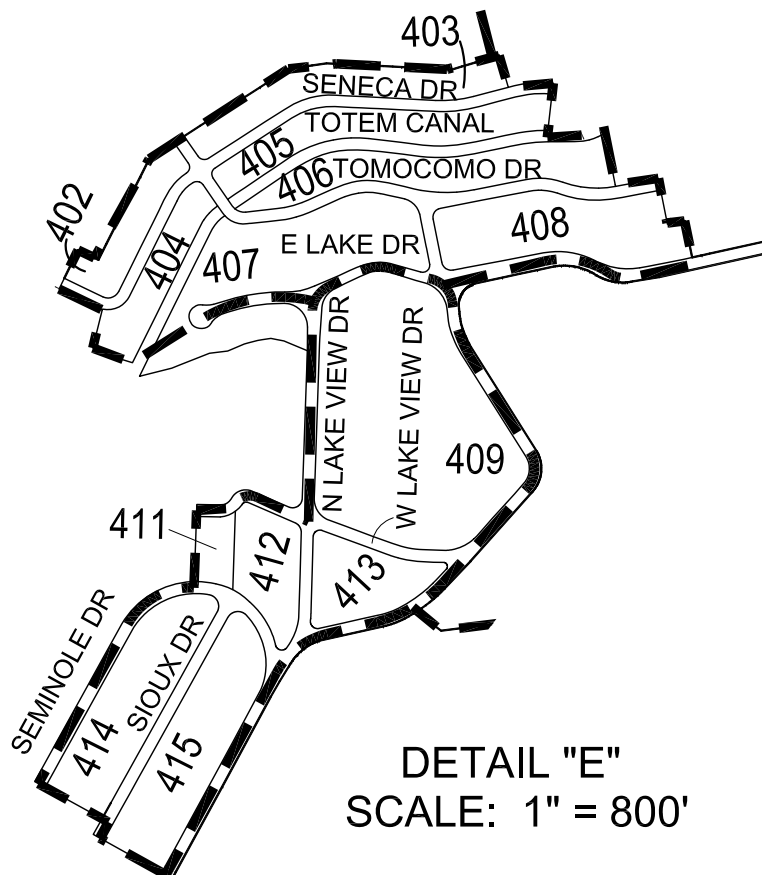 403
SENECA DR
TOTEM CANAL
405
TOMOCOMO DR
406
402
408
404
407
E LAKE DR
N LAKE VIEW DR
W LAKE VIEW DR
409
411
412
413
SEMINOLE DR
SIOUX DR
414
415
DETAIL "E"
SCALE: 1" = 800'